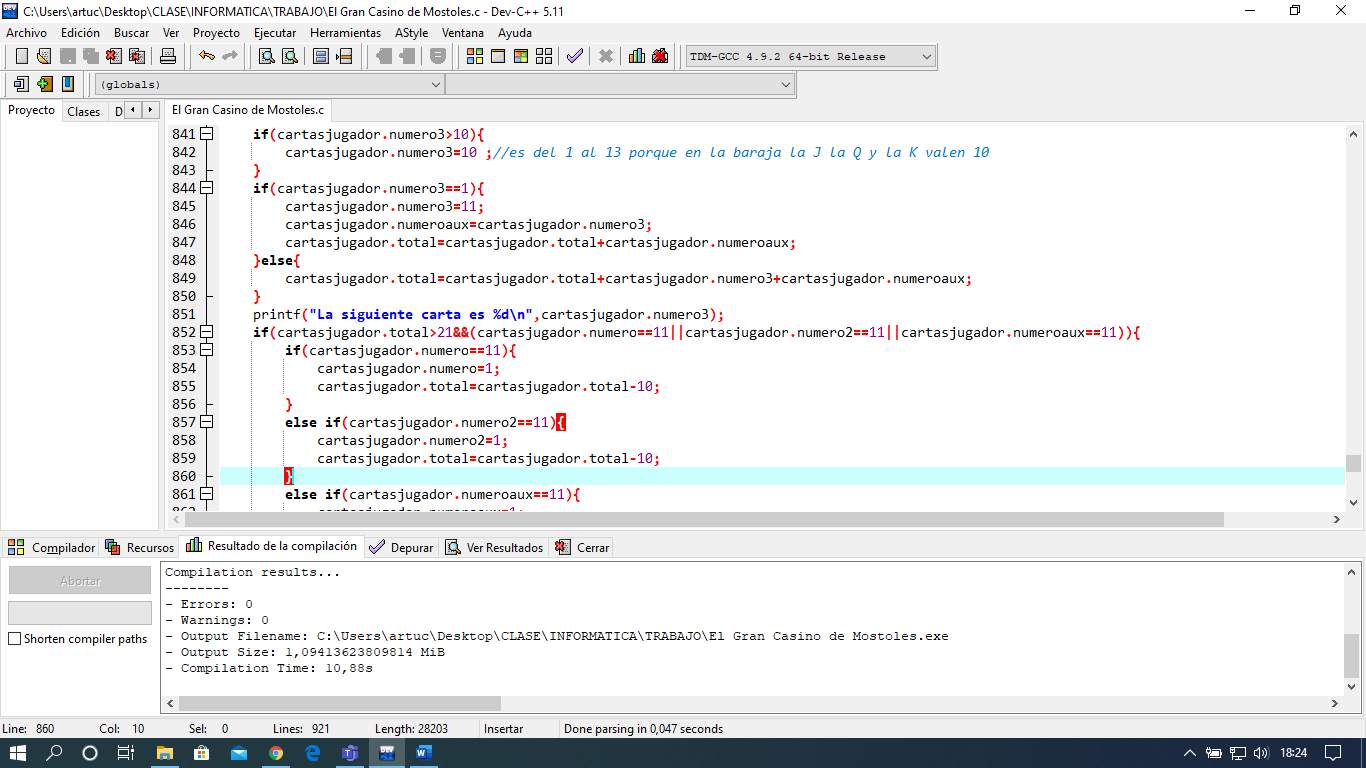 C:\Users\artuc\Desktop\CLASE\INFORMATICA\TRABAJO\El Gran Casino de Mostoles.c - Dev-C++ 5.11
Archivo Edición Buscar Ver Proyecto Ejecutar Herramientas AStyle Ventana Ayuda
TDM-GCC 4.9.2 64-bit Release
(globals)
Proyecto Clases D
El Gran Casino de Mostoles.c
841 if(cartasjugador.numero3>10){
842 cartasjugador.numero3=10 ;//es del 1 al 13 porque en la baraja la J la Q y la K valen 10
843 }
844 if(cartasjugador.numero3==1){
845 cartasjugador.numero3=11;
846 cartasjugador.numeroaux=cartasjugador.numero3;
847 cartasjugador.total=cartasjugador.total+cartasjugador.numeroaux;
848 }else{
849 cartasjugador.total=cartasjugador.total+cartasjugador.numero3+cartasjugador.numeroaux;
850 }
851 printf("La siguiente carta es %d\n",cartasjugador.numero3);
852 if(cartasjugador.total>21&&(cartasjugador.numero==11||cartasjugador.numero2==11||cartasjugador.numeroaux==11)){
853 if(cartasjugador.numero==11){
854 cartasjugador.numero=1;
855 cartasjugador.total=cartasjugador.total-10;
856 }
857 else if(cartasjugador.numero2==11){
858 cartasjugador.numero2=1;
859 cartasjugador.total=cartasjugador.total-10;
860 }
861 else if(cartasjugador.numeroaux==11){
Compilador Recursos Resultado de la compilación Depurar Ver Resultados Cerrar
Abortar
Shorten compiler paths
Compilation results...
--------
- Errors: 0
- Warnings: 0
- Output Filename: C:\Users\artuc\Desktop\CLASE\INFORMATICA\TRABAJO\El Gran Casino de Mostoles.exe
- Output Size: 1,09413623809814 MiB
- Compilation Time: 10,88s
Line: 860 Col: 10 Sel: 0 Lines: 921 Length: 28203 Insertar Done parsing in 0,047 seconds
18:24